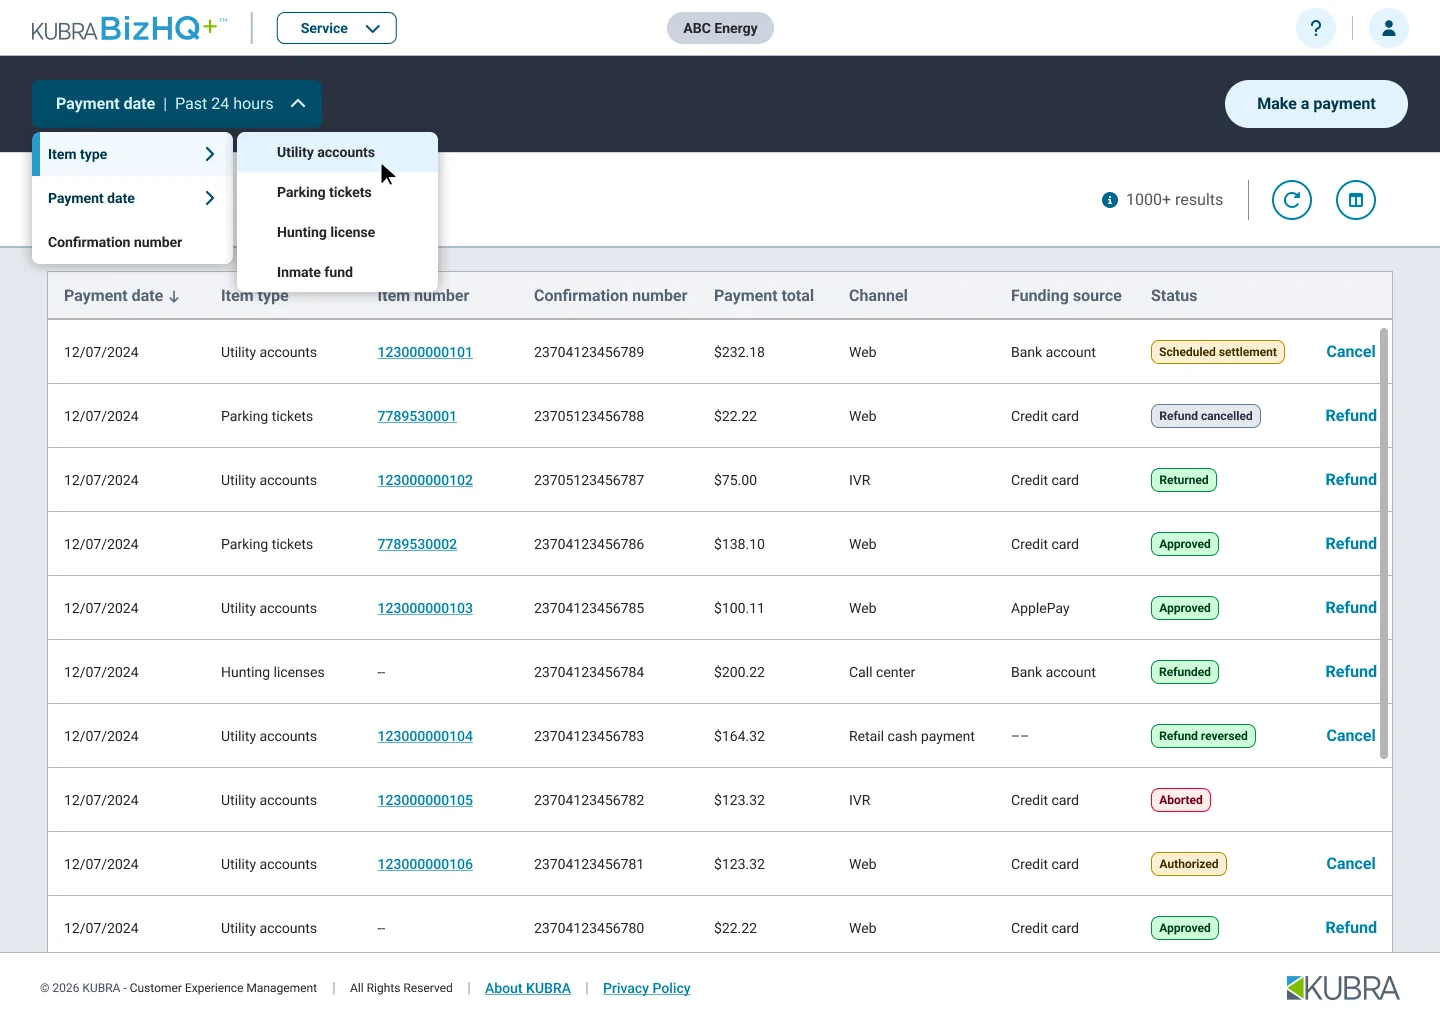 KUBRA BizHQ+™ Service ABC Energy ?
Payment date | Past 24 hours Make a payment
Item type
Payment date
Confirmation number
Utility accounts
Parking tickets
Hunting license
Inmate fund
1000+ results
Payment date ↓ Item type Item number Confirmation number Payment total Channel Funding source Status
12/07/2024 Utility accounts 123000000101 23704123456789 $232.18 Web Bank account Scheduled settlement Cancel
12/07/2024 Parking tickets 7789530001 23705123456788 $22.22 Web Credit card Refund cancelled Refund
12/07/2024 Utility accounts 123000000102 23705123456787 $75.00 IVR Credit card Returned Refund
12/07/2024 Parking tickets 7789530002 23704123456786 $138.10 Web Credit card Approved Refund
12/07/2024 Utility accounts 123000000103 23704123456785 $100.11 Web ApplePay Approved Refund
12/07/2024 Hunting licenses -- 23704123456784 $200.22 Call center Bank account Refunded Refund
12/07/2024 Utility accounts 123000000104 23704123456783 $164.32 Retail cash payment –– Refund reversed Cancel
12/07/2024 Utility accounts 123000000105 23704123456782 $123.32 IVR Credit card Aborted
12/07/2024 Utility accounts 123000000106 23704123456781 $123.32 Web Credit card Authorized Cancel
12/07/2024 Utility accounts -- 23704123456780 $22.22 Web Credit card Approved Refund
© 2026 KUBRA - Customer Experience Management | All Rights Reserved | About KUBRA | Privacy Policy KUBRA